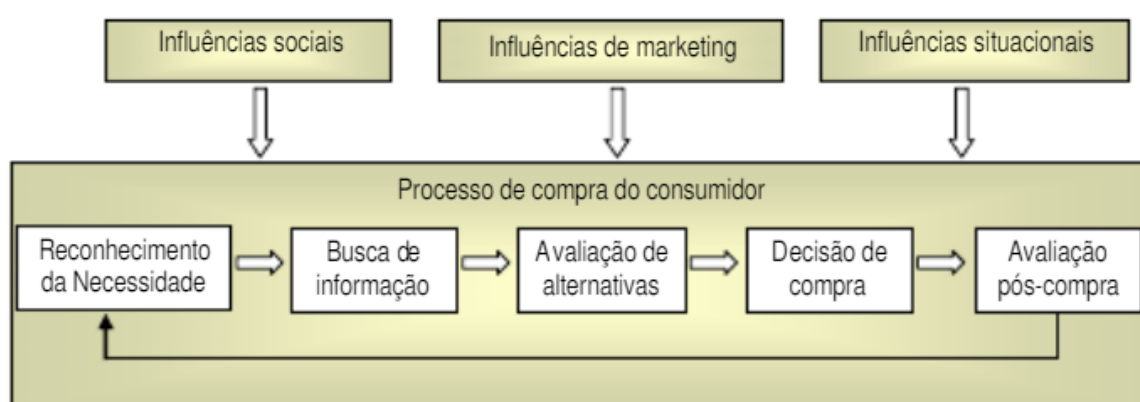 Influências sociais
Influências de marketing
Influências situacionais
Processo de compra do consumidor
Reconhecimento
da Necessidade
Busca de
informação
Avaliação de
alternativas
Decisão de
compra
Avaliação
pós-compra